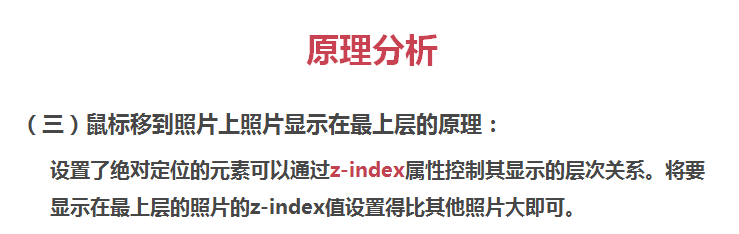 原理分析
（三）鼠标移到照片上照片显示在最上层的原理：
设置了绝对定位的元素可以通过z-index属性控制其显示的层次关系。将要
显示在最上层的照片的z-index值设置得比其他照片大即可。